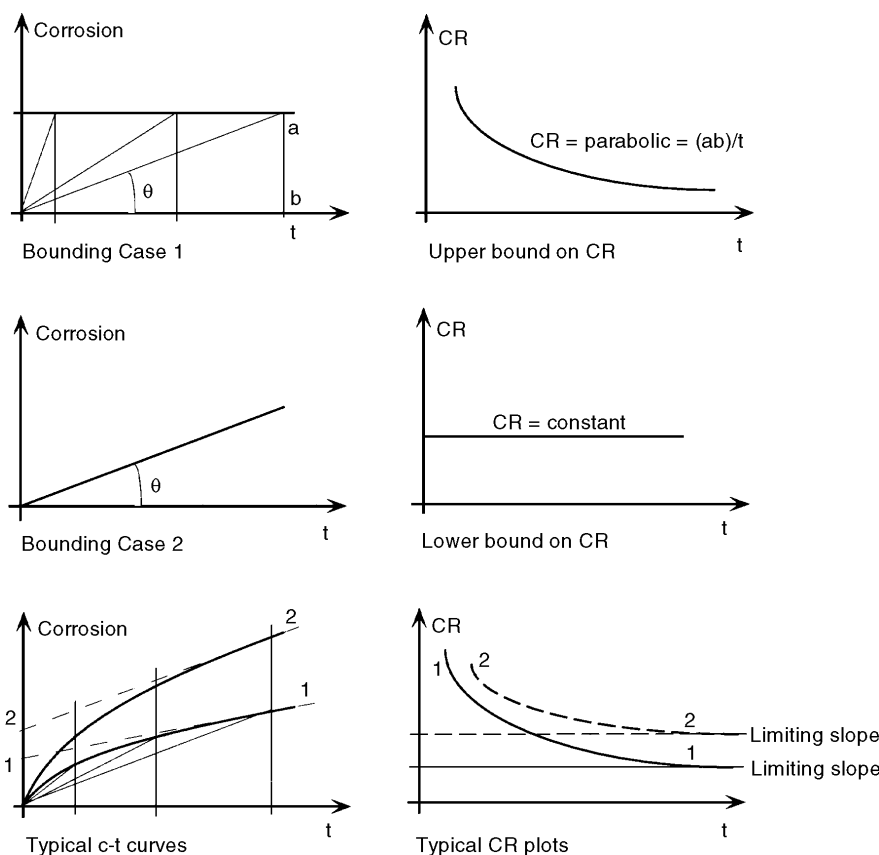 Corrosion
a
θ
b
t
Bounding Case 1
CR
CR = parabolic = (ab)/t
t
Upper bound on CR
Corrosion
θ
t
Bounding Case 2
CR
CR = constant
t
Lower bound on CR
Corrosion
2
1
2
1
t
Typical c-t curves
CR
1
2
2
Limiting slope
1
Limiting slope
t
Typical CR plots